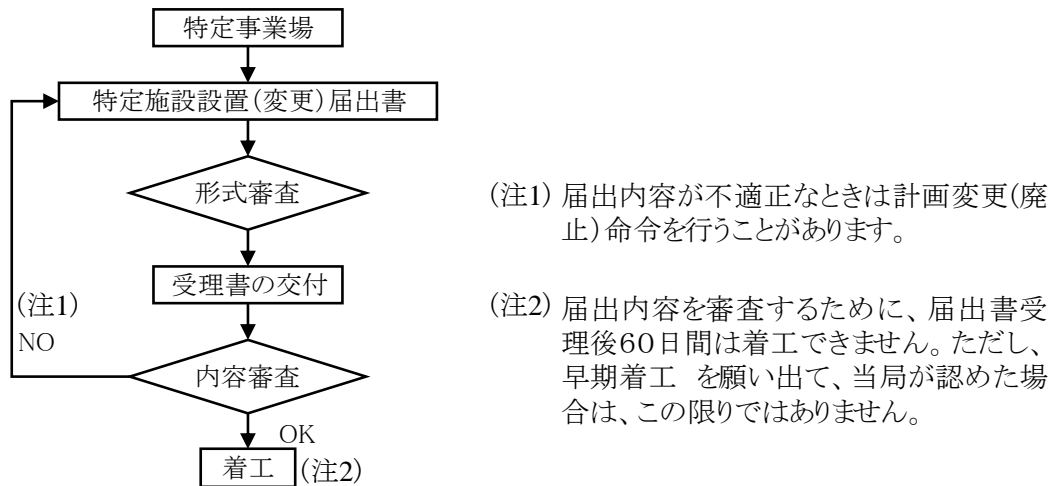 特定事業場
特定施設設置(変更)届出書
形式審査
受理書の交付
(注1)
NO
内容審査
OK
着工
(注2)
(注1) 届出内容が不適正なときは計画変更(廃
止)命令を行うことがあります。
(注2) 届出内容を審査するために、届出書受
理後60日間は着工できません。ただし、
早期着工 を願い出て、当局が認めた場
合は、この限りではありません。